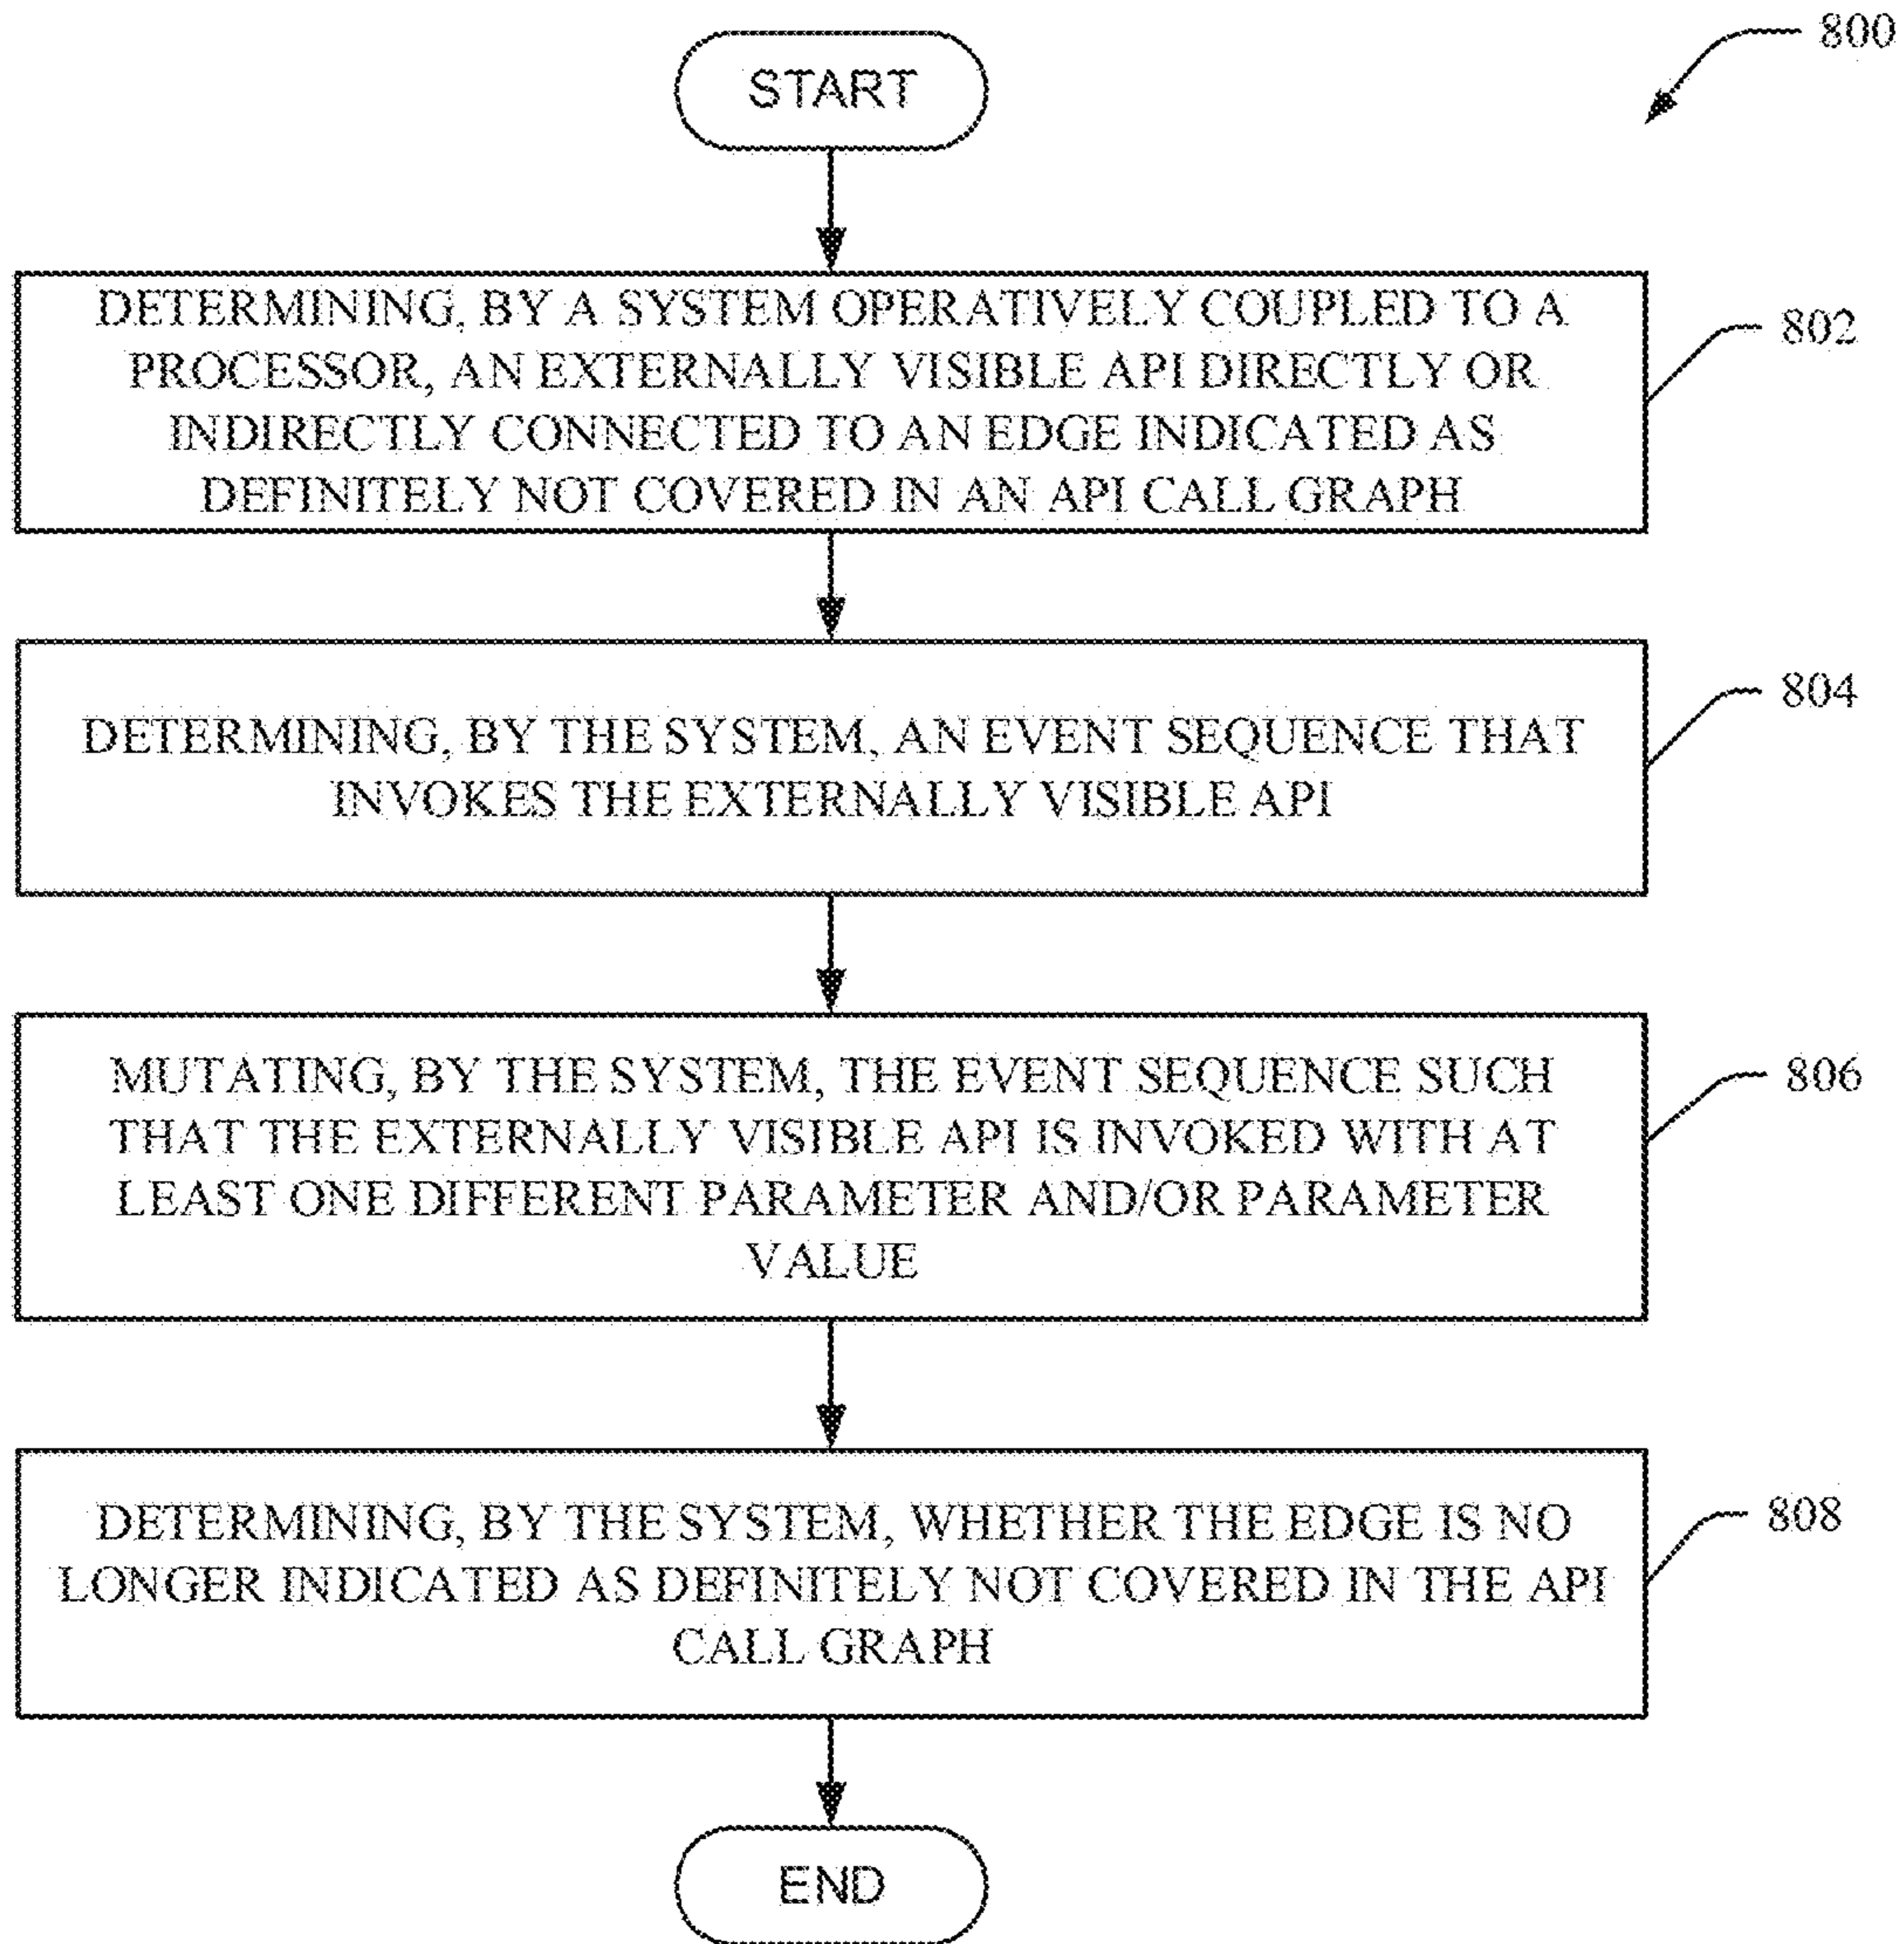 800
START
DETERMINING, BY A SYSTEM OPERATIVELY COUPLED TO A
PROCESSOR, AN EXTERNALLY VISIBLE API DIRECTLY OR
INDIRECTLY CONNECTED TO AN EDGE INDICATED AS
DEFINITELY NOT COVERED IN AN API CALL GRAPH
802
DETERMINING, BY THE SYSTEM, AN EVENT SEQUENCE THAT
INVOKES THE EXTERNALLY VISIBLE API
804
MUTATING, BY THE SYSTEM, THE EVENT SEQUENCE SUCH
THAT THE EXTERNALLY VISIBLE API IS INVOKED WITH AT
LEAST ONE DIFFERENT PARAMETER AND/OR PARAMETER
VALUE
806
DETERMINING, BY THE SYSTEM, WHETHER THE EDGE IS NO
LONGER INDICATED AS DEFINITELY NOT COVERED IN THE API
CALL GRAPH
808
END